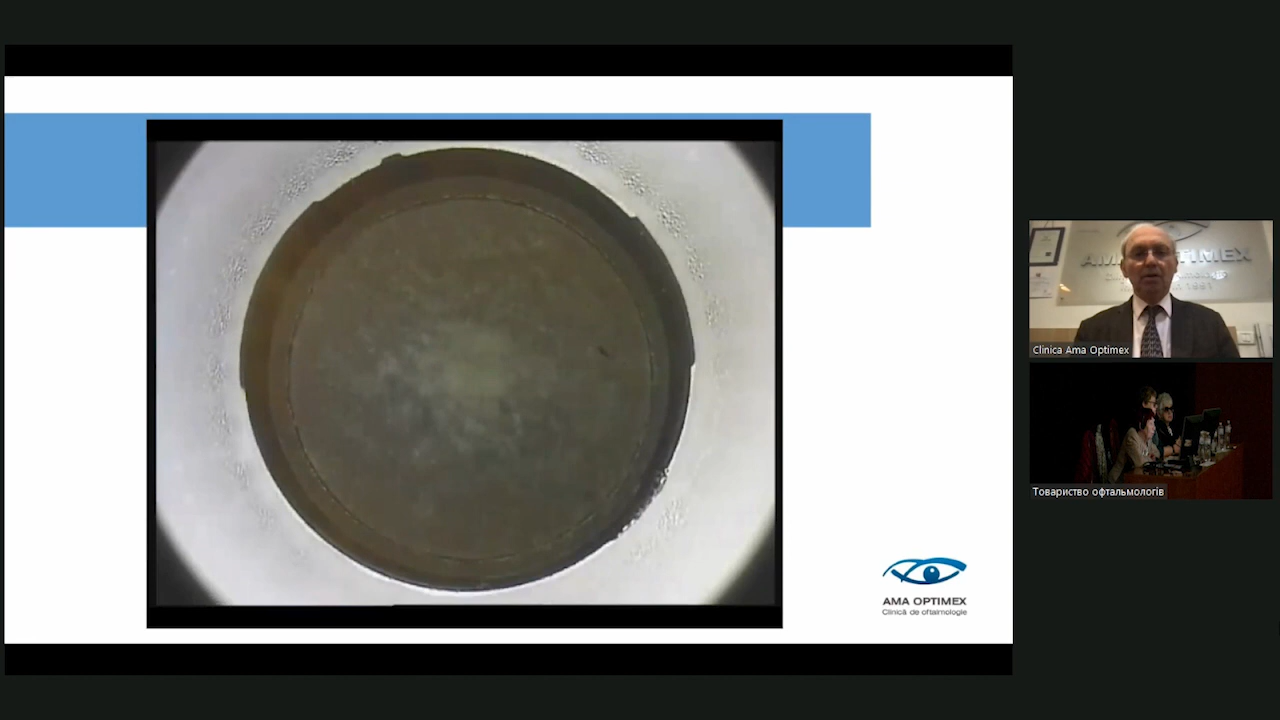 AMA OPTIMEX
Clinică de oftalmologie
Clinica Ama Optimex
Товариство офтальмологів